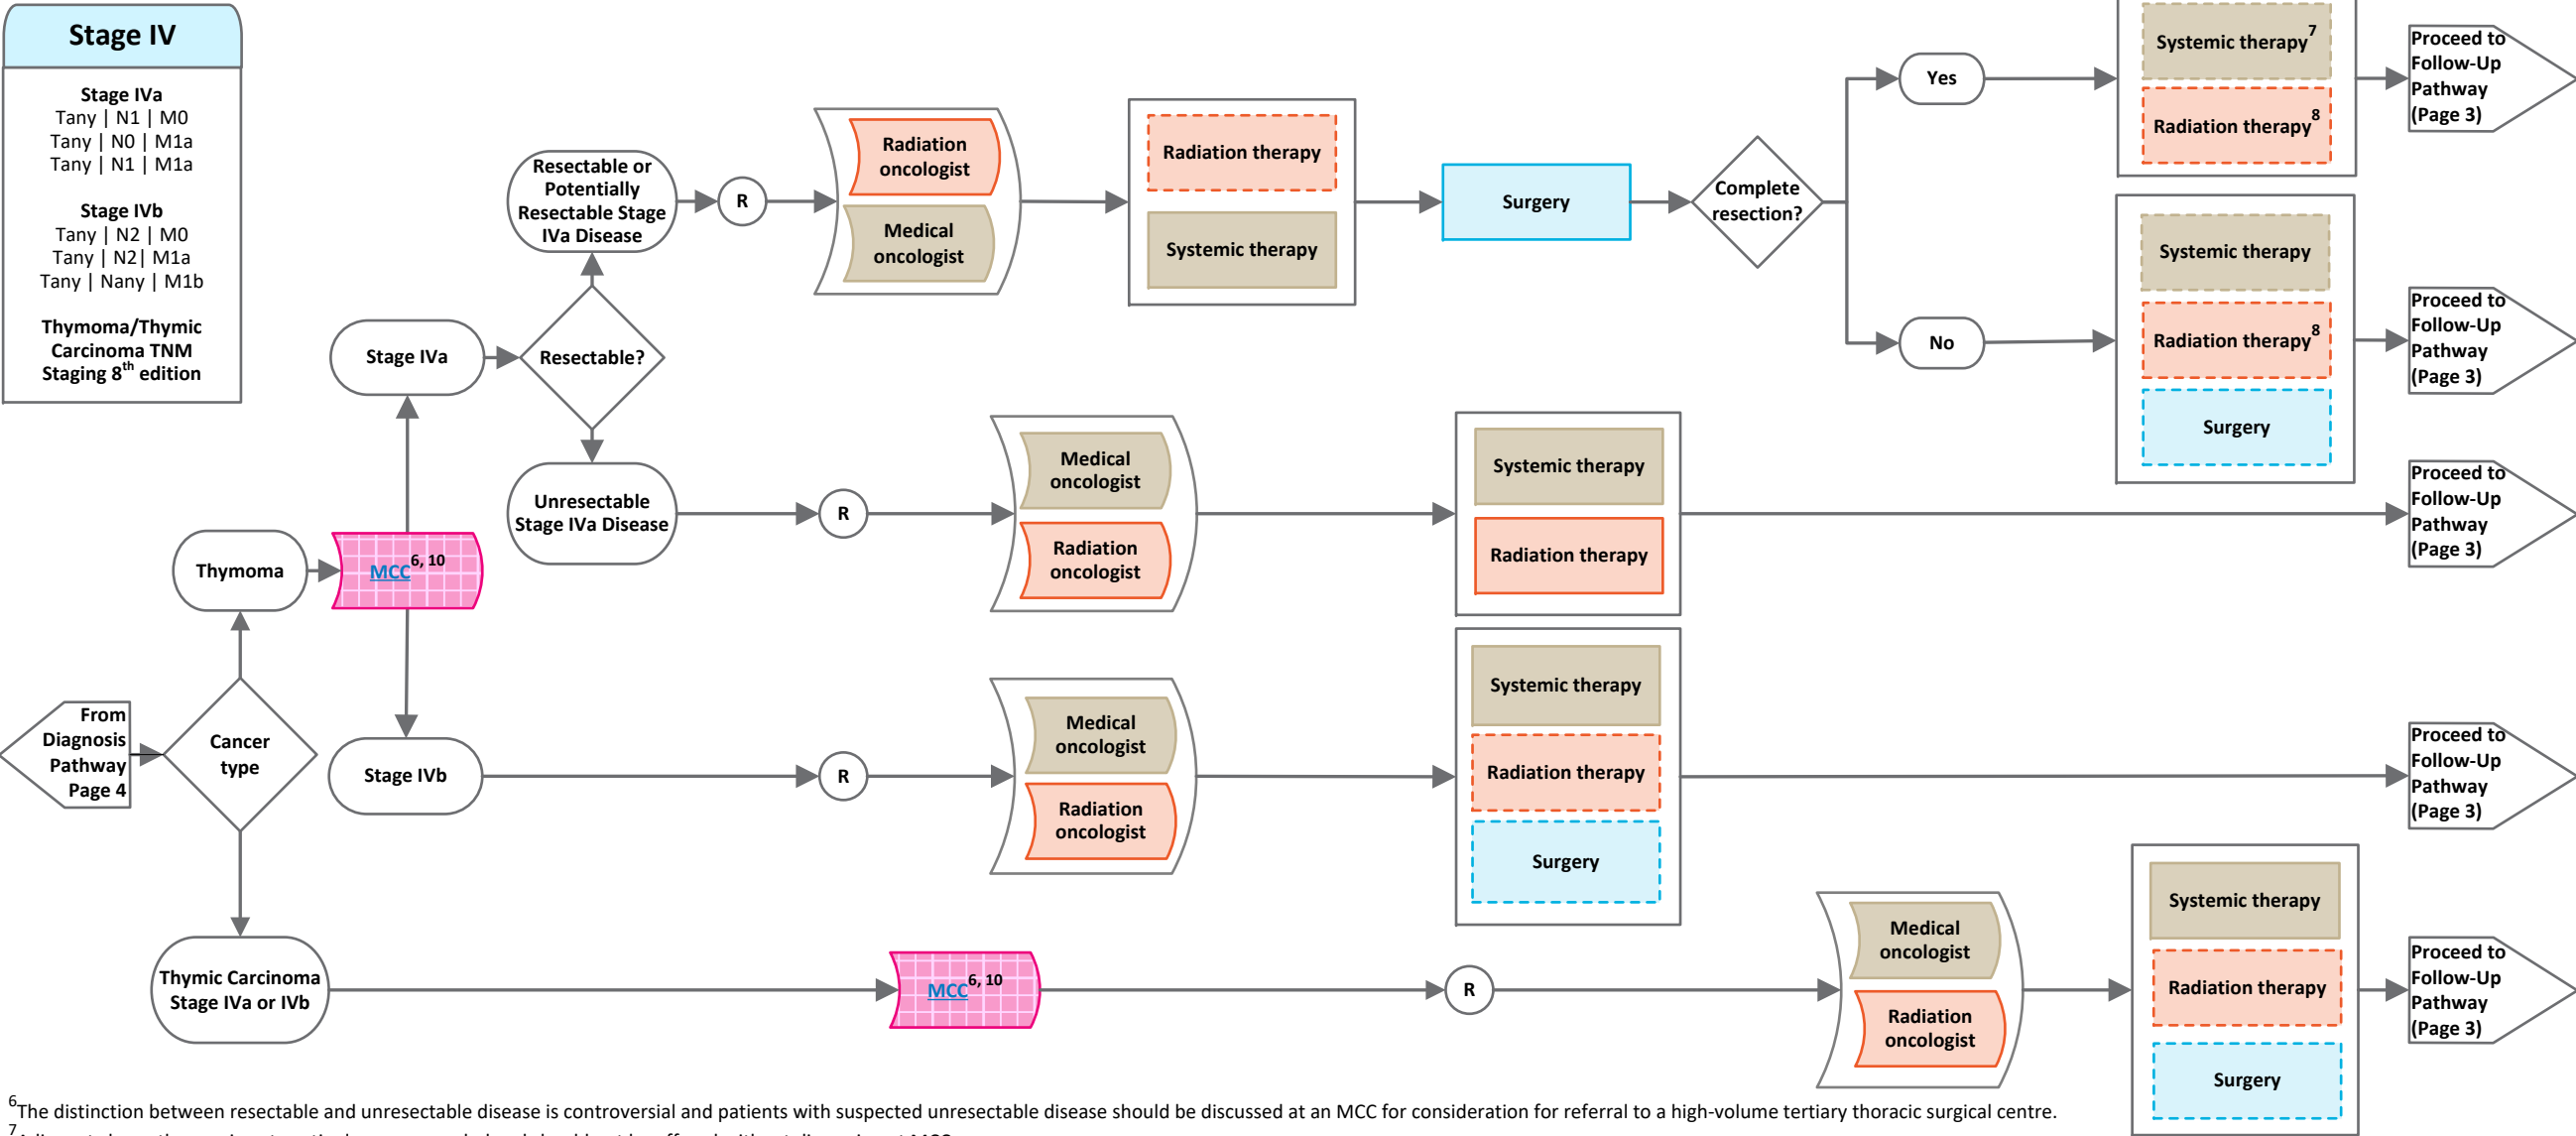 Stage IV
Stage IVa
Tany | N1 | M0
Tany | N0 | M1a
Tany | N1 | M1a
Stage IVb
Tany | N2 | M0
Tany | N2| M1a
Tany | Nany | M1b
Thymoma/Thymic
Carcinoma TNM
Staging 8th edition
From
Diagnosis
Pathway
Page 4
Cancer
type
Thymoma
MCC6, 10
Stage IVa
Resectable?
Resectable or
Potentially
Resectable Stage
IVa Disease
R
Radiation
oncologist
Medical
oncologist
Radiation therapy
Systemic therapy
Surgery
Complete
resection?
Yes
Systemic therapy7
Radiation therapy8
Proceed to
Follow-Up
Pathway
(Page 3)
No
Systemic therapy
Radiation therapy8
Surgery
Proceed to
Follow-Up
Pathway
(Page 3)
Unresectable
Stage IVa Disease
R
Medical
oncologist
Radiation
oncologist
Systemic therapy
Radiation therapy
Proceed to
Follow-Up
Pathway
(Page 3)
Stage IVb
R
Medical
oncologist
Radiation
oncologist
Systemic therapy
Radiation therapy
Surgery
Proceed to
Follow-Up
Pathway
(Page 3)
Thymic Carcinoma
Stage IVa or IVb
MCC6, 10
R
Medical
oncologist
Radiation
oncologist
Systemic therapy
Radiation therapy
Surgery
Proceed to
Follow-Up
Pathway
(Page 3)
6The distinction between resectable and unresectable disease is controversial and patients with suspected unresectable disease should be discussed at an MCC for consideration for referral to a high-volume tertiary thoracic surgical centre.
7